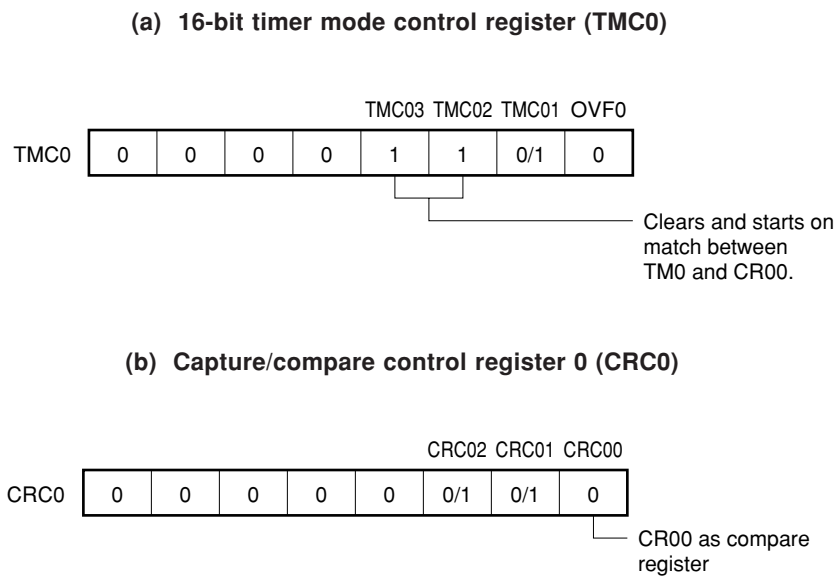 (a) 16-bit timer mode control register (TMC0)
TMC03 TMC02 TMC01 OVF0
TMC0 0 0 0 0 1 1 0/1 0
Clears and starts on
match between
TM0 and CR00.
(b) Capture/compare control register 0 (CRC0)
CRC02 CRC01 CRC00
CRC0 0 0 0 0 0 0/1 0/1 0
CR00 as compare
register